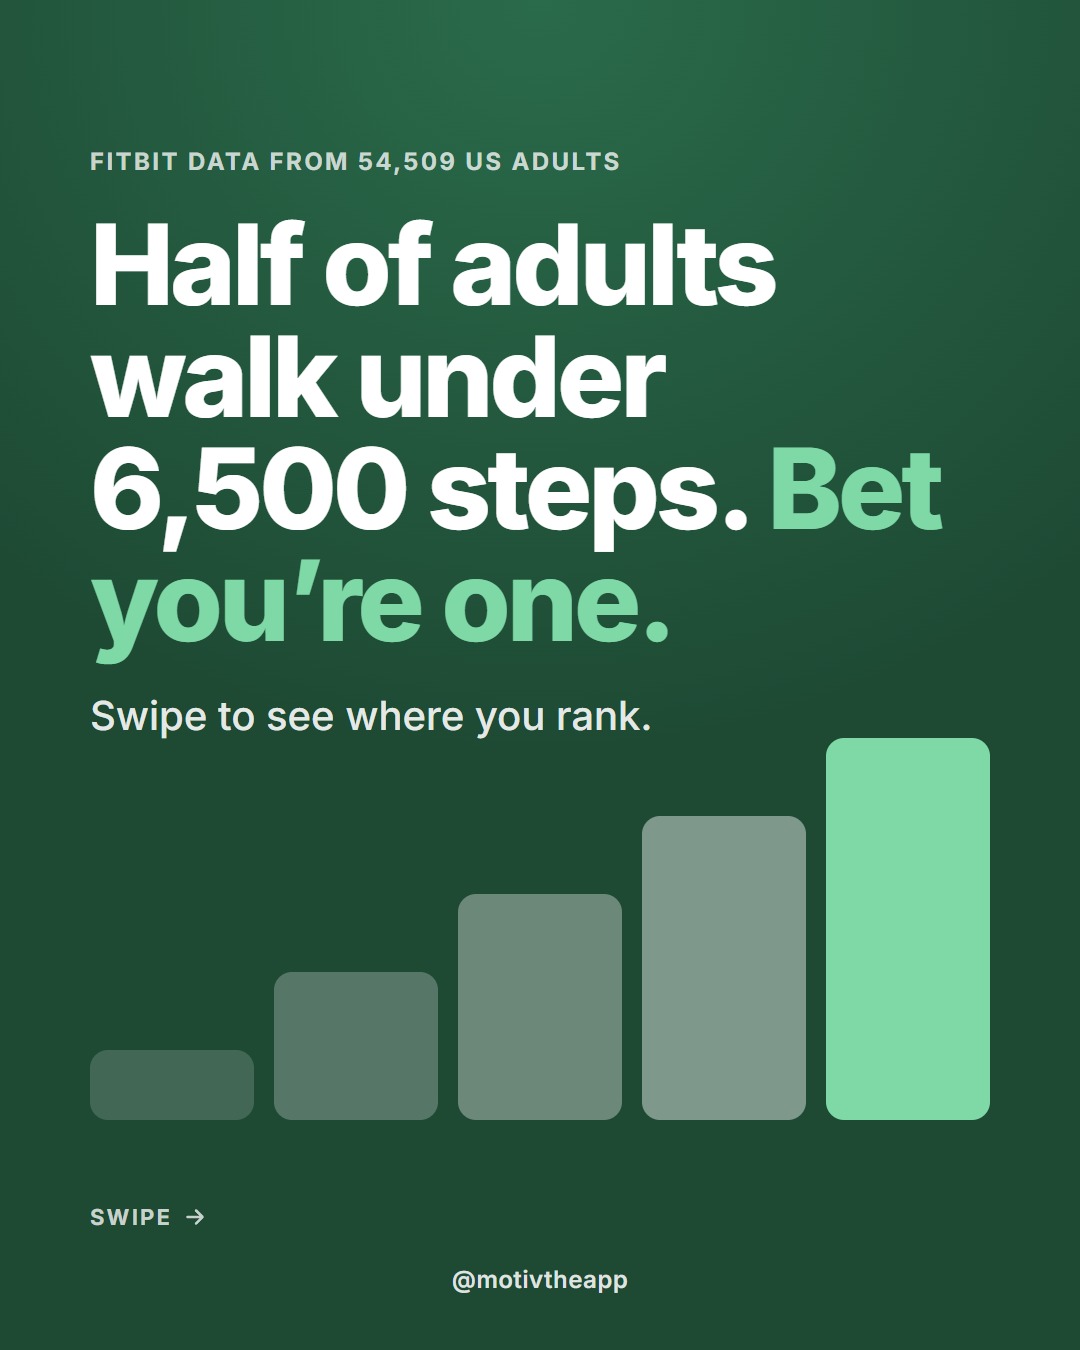 FITBIT DATA FROM 54,509 US ADULTS
Half of adults
walk under
6,500 steps. Bet
you’re one.
Swipe to see where you rank.
SWIPE →
@motivtheapp